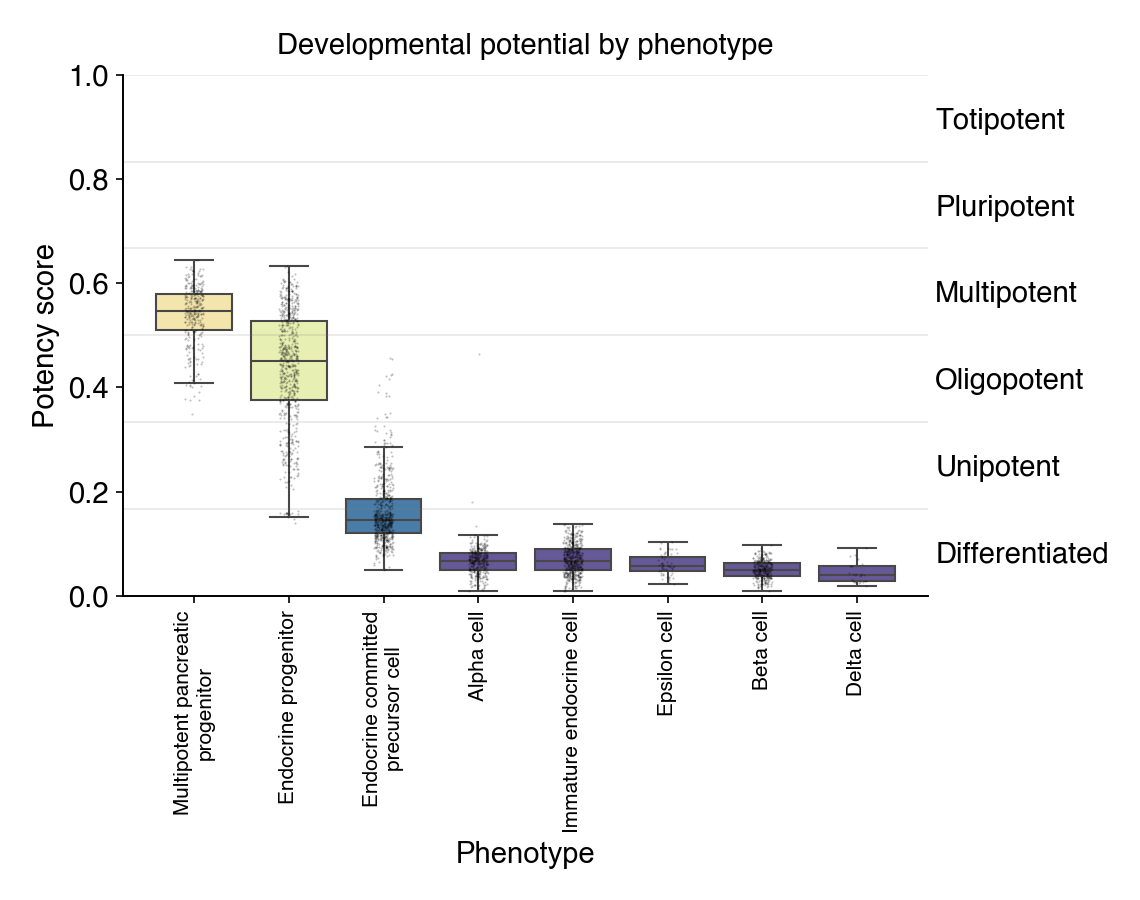 Developmental potential by phenotype
1.0
0.8
0.6
0.4
0.2
0.0
Potency score
Totipotent
Pluripotent
Multipotent
Oligopotent
Unipotent
Differentiated
Multipotent pancreatic
progenitor
Endocrine progenitor
Endocrine committed
precursor cell
Alpha cell
Immature endocrine cell
Epsilon cell
Beta cell
Delta cell
Phenotype